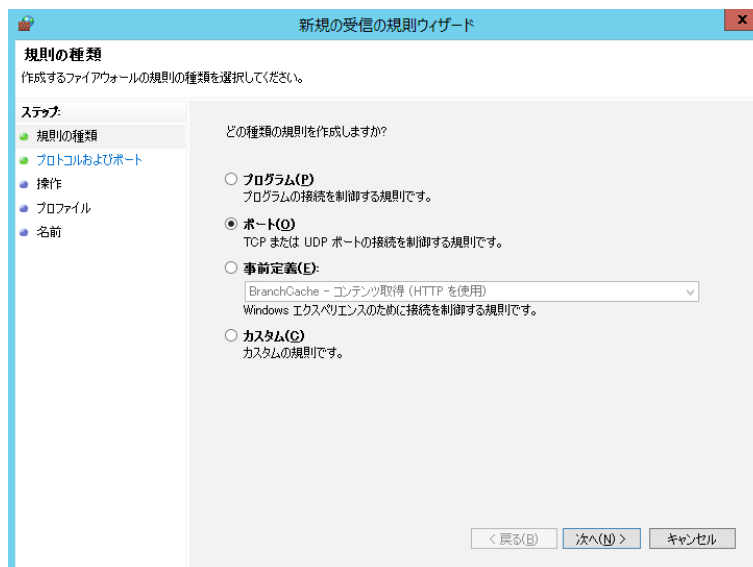 新規の受信の規則ウィザード
x
規則の種類
作成するファイアウォールの規則の種類を選択してください。
ステップ:
規則の種類
プロトコルおよびポート
操作
プロファイル
名前
どの種類の規則を作成しますか?
プログラム(P)
プログラムの接続を制御する規則です。
ポート(O)
TCP または UDP ポートの接続を制御する規則です。
事前定義(E):
BranchCache - コンテンツ取得 (HTTP を使用)
Windows エクスペリエンスのために接続を制御する規則です。
カスタム(C)
カスタムの規則です。
< 戻る(B)
次へ(N) >
キャンセル